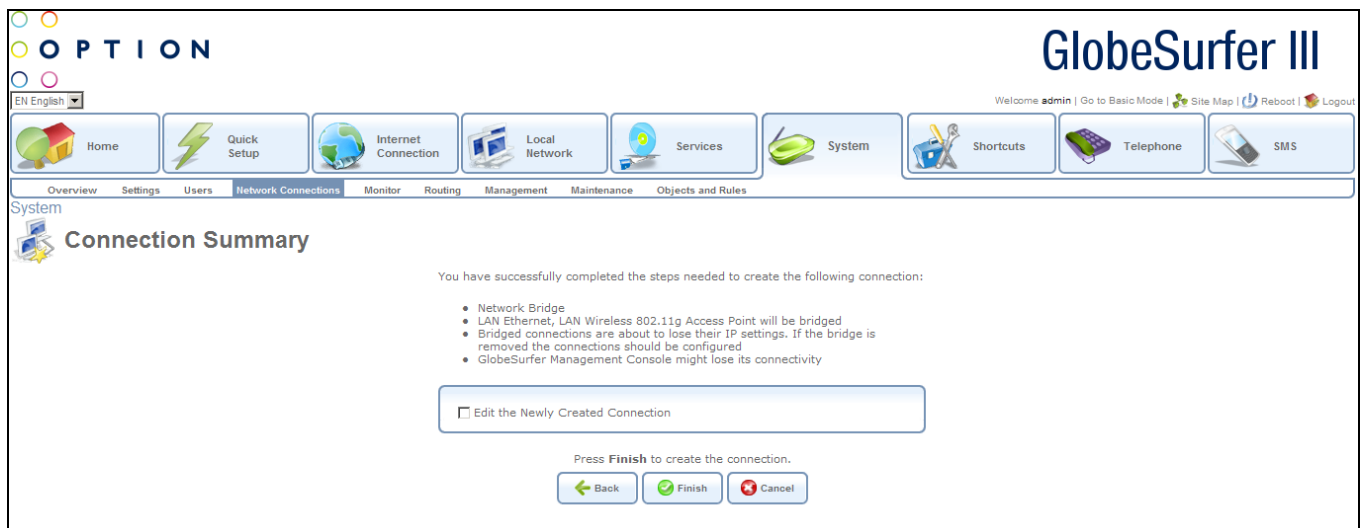 OPTION
GlobeSurfer III
EN English
Welcome admin | Go to Basic Mode | Site Map | Reboot | Logout
Home
Quick Setup
Internet Connection
Local Network
Services
System
Shortcuts
Telephone
SMS
Overview Settings Users Network Connections Monitor Routing Management Maintenance Objects and Rules
System
Connection Summary
You have successfully completed the steps needed to create the following connection:
Network Bridge
LAN Ethernet, LAN Wireless 802.11g Access Point will be bridged
Bridged connections are about to lose their IP settings. If the bridge is
removed the connections should be configured
GlobeSurfer Management Console might lose its connectivity
Edit the Newly Created Connection
Press Finish to create the connection.
Back Finish Cancel